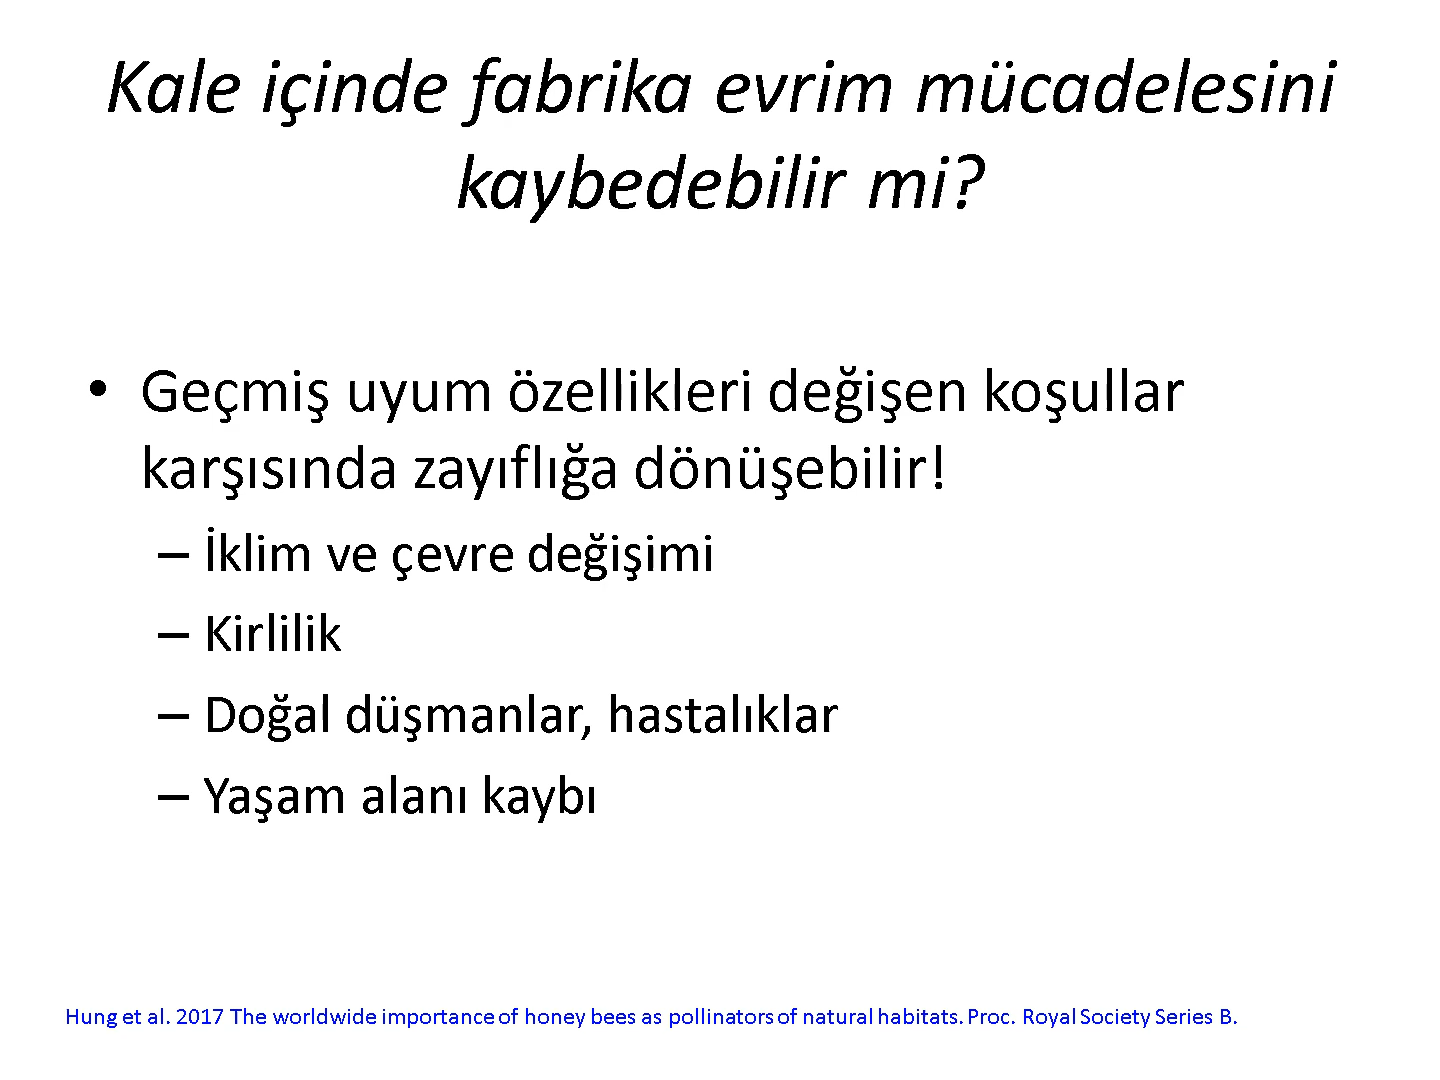 Kale içinde fabrika evrim mücadelesini
kaybedebilir mi?
• Geçmiş uyum özellikleri değişen koşullar
karşısında zayıflığa dönüşebilir!
– İklim ve çevre değişimi
– Kirlilik
– Doğal düşmanlar, hastalıklar
– Yaşam alanı kaybı
Hung et al. 2017 The worldwide importance of honey bees as pollinators of natural habitats. Proc. Royal Society Series B.